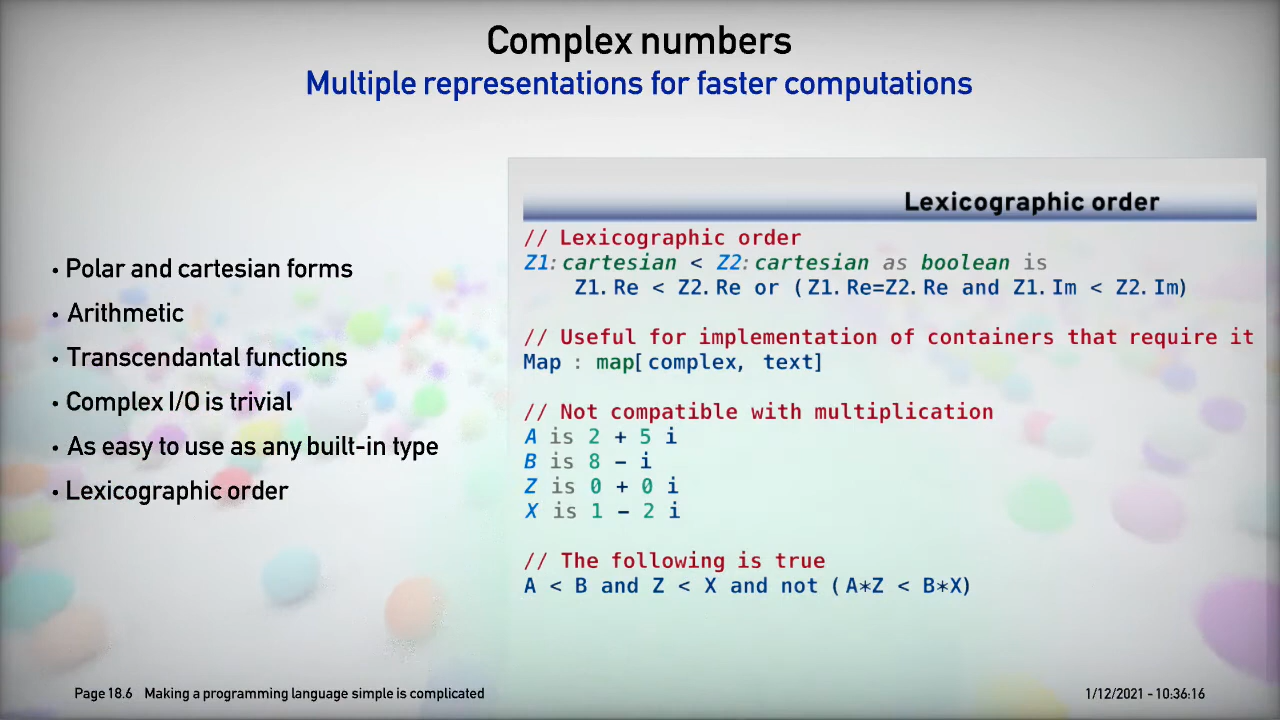 Complex numbers
Multiple representations for faster computations
• Polar and cartesian forms
• Arithmetic
• Transcendantal functions
• Complex I/O is trivial
• As easy to use as any built-in type
• Lexicographic order
Lexicographic order
// Lexicographic order
Z1:cartesian < Z2:cartesian as boolean is
    Z1.Re < Z2.Re or (Z1.Re=Z2.Re and Z1.Im < Z2.Im)
// Useful for implementation of containers that require it
Map : map[complex, text]
// Not compatible with multiplication
A is 2 + 5 i
B is 8 - i
Z is 0 + 0 i
X is 1 - 2 i
// The following is true
A < B and Z < X and not (A*Z < B*X)
Page 18.6 Making a programming language simple is complicated
1/12/2021 - 10:36:16